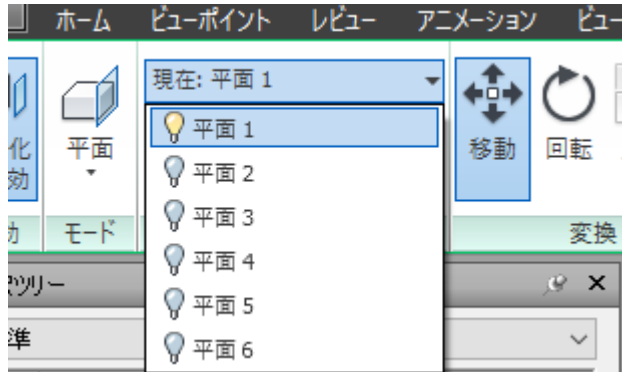 ホーム ビューポイント レビュー アニメーション ビュー
現在: 平面 1
平面 1
平面 2
平面 3
平面 4
平面 5
平面 6
化
効
平面
移動
回転
モード
変換
ツリー
準